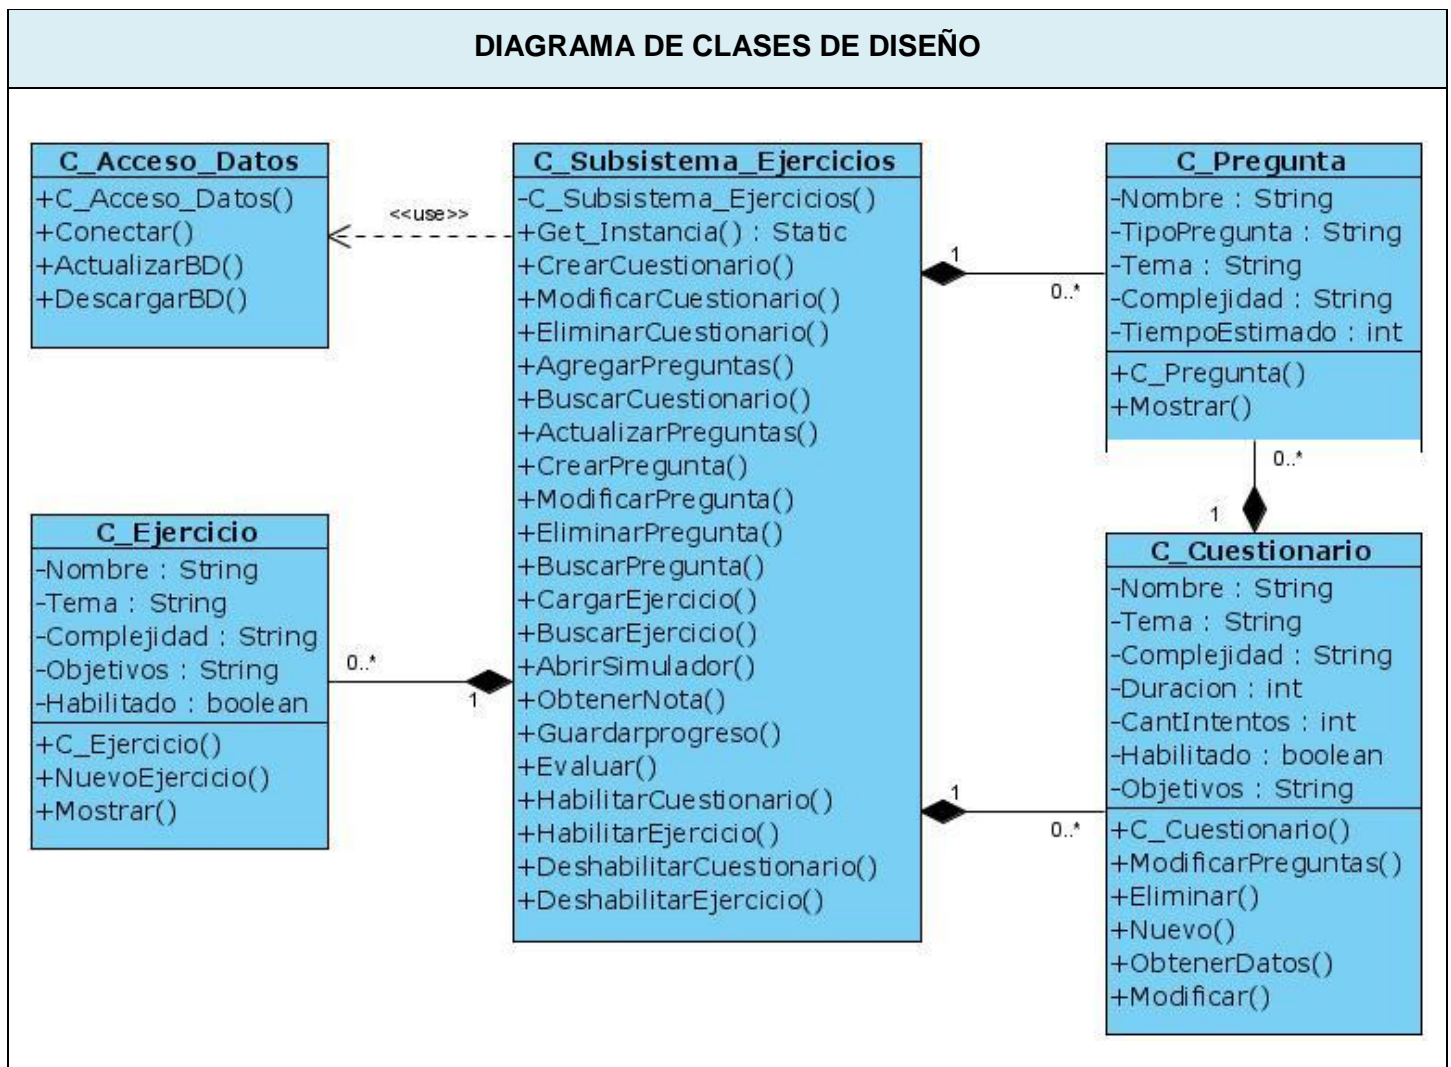 DIAGRAMA DE CLASES DE DISEÑO
C_Acceso_Datos
+C_Acceso_Datos()
+Conectar()
+ActualizarBD()
+DescargarBD()
<<use>>
C_Subsistema_Ejercicios
-C_Subsistema_Ejercicios()
+Get_Instancia() : Static
+CrearCuestionario()
+ModificarCuestionario()
+EliminarCuestionario()
+AgregarPreguntas()
+BuscarCuestionario()
+ActualizarPreguntas()
+CrearPregunta()
+ModificarPregunta()
+EliminarPregunta()
+BuscarPregunta()
+CargarEjercicio()
+BuscarEjercicio()
+AbrirSimulador()
+ObtenerNota()
+Guardarprogreso()
+Evaluar()
+HabilitarCuestionario()
+HabilitarEjercicio()
+DeshabilitarCuestionario()
+DeshabilitarEjercicio()
1
0..*
C_Pregunta
-Nombre : String
-TipoPregunta : String
-Tema : String
-Complejidad : String
-TiempoEstimado : int
+C_Pregunta()
+Mostrar()
0..*
1
C_Ejercicio
-Nombre : String
-Tema : String
-Complejidad : String
-Objetivos : String
-Habilitado : boolean
+C_Ejercicio()
+NuevoEjercicio()
+Mostrar()
0..*
1
1
0..*
C_Cuestionario
-Nombre : String
-Tema : String
-Complejidad : String
-Duracion : int
-CantIntentos : int
-Habilitado : boolean
-Objetivos : String
+C_Cuestionario()
+ModificarPreguntas()
+Eliminar()
+Nuevo()
+ObtenerDatos()
+Modificar()